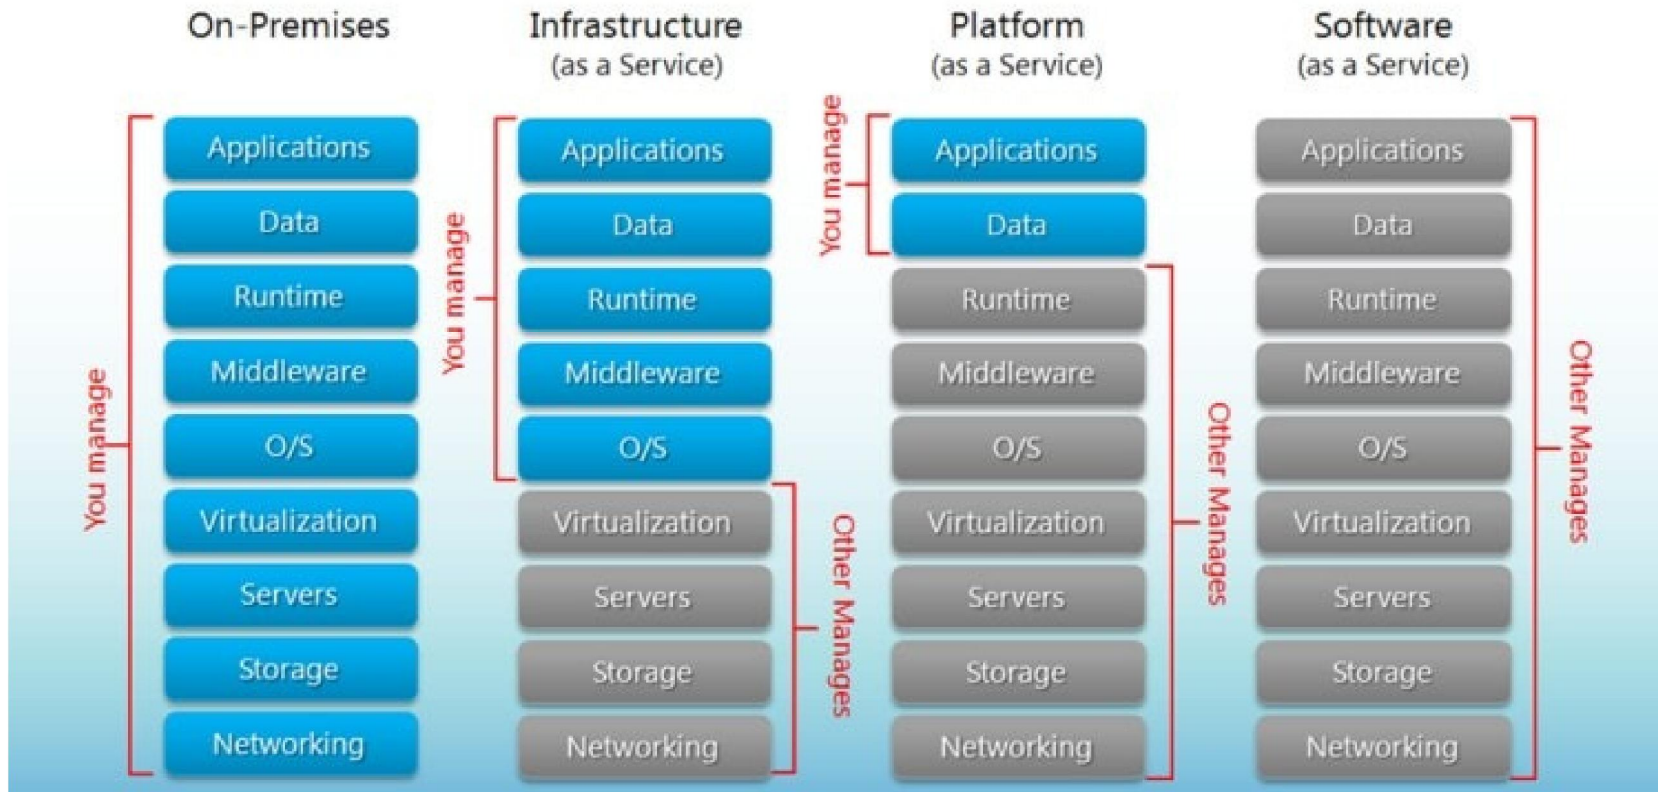 On-Premises
Infrastructure
(as a Service)
Platform
(as a Service)
Software
(as a Service)
You manage
Applications
Data
Runtime
Middleware
O/S
Virtualization
Servers
Storage
Networking
You manage
Applications
Data
Runtime
Middleware
O/S
Virtualization
Servers
Storage
Networking
Other Manages
You manage
Applications
Data
Runtime
Middleware
O/S
Virtualization
Servers
Storage
Networking
Other Manages
Applications
Data
Runtime
Middleware
O/S
Virtualization
Servers
Storage
Networking
Other Manages